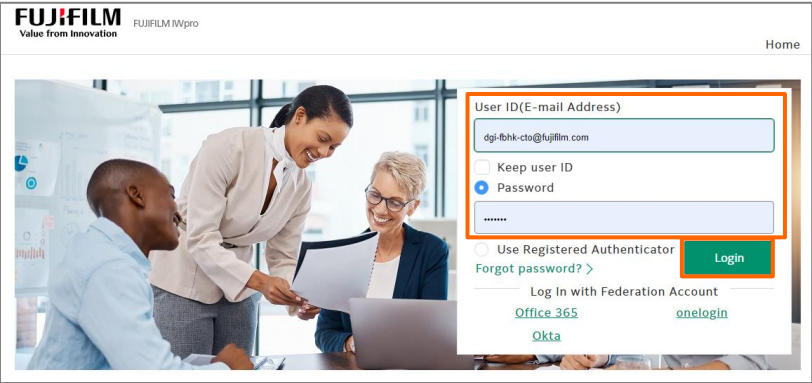 FUJIFILM
Value from Innovation
FUJIFILM IWpro
Home
User ID(E-mail Address)
dgi-fbhk-cto@fujifilm.com
Keep user ID
Password
•••••••
Use Registered Authenticator
Login
Forgot password? >
Log In with Federation Account
Office 365
onelogin
Okta